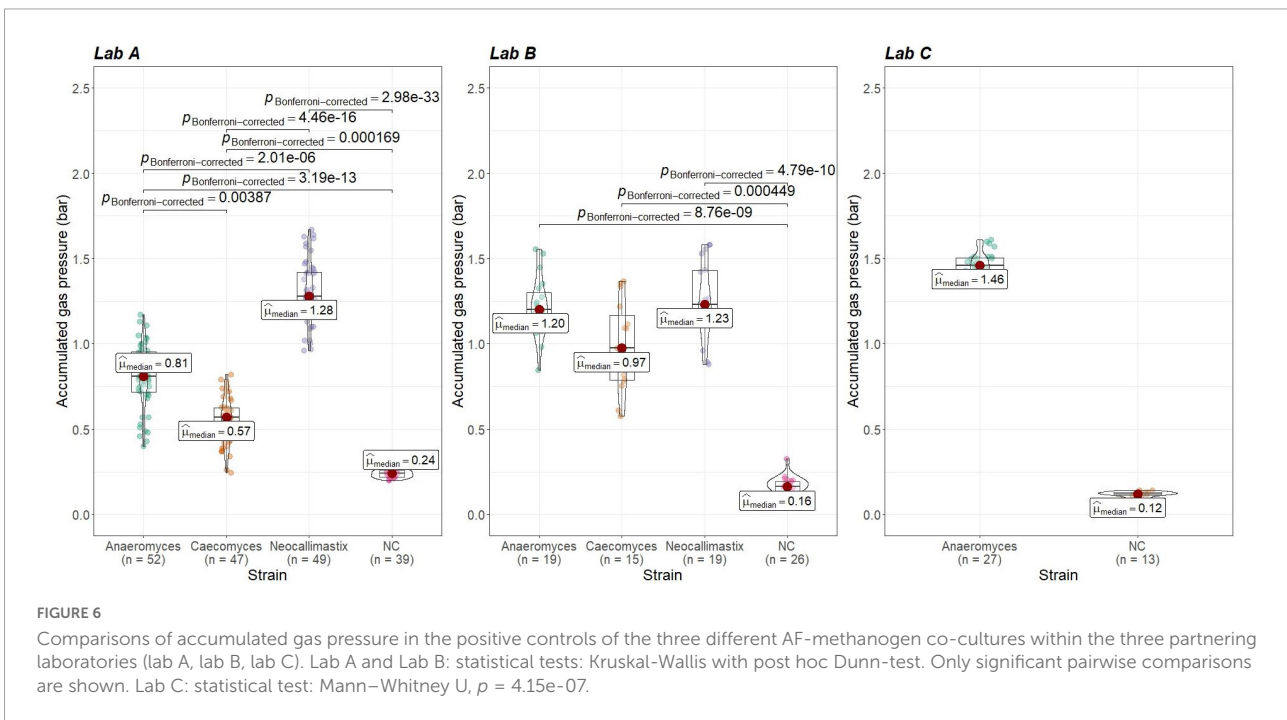 Lab A
2.5
2.0
1.5
1.0
0.5
0.0
Accumulated gas pressure (bar)
pBonferroni−corrected = 2.98e-33
pBonferroni−corrected = 4.46e-16
pBonferroni−corrected = 0.000169
pBonferroni−corrected = 2.01e-06
pBonferroni−corrected = 3.19e-13
pBonferroni−corrected = 0.00387
μ̂median = 0.81
μ̂median = 0.57
μ̂median = 1.28
μ̂median = 0.24
Anaeromyces Caecomyces Neocallimastix NC
(n = 52) (n = 47) (n = 49) (n = 39)
Strain
Lab B
2.5
2.0
1.5
1.0
0.5
0.0
Accumulated gas pressure (bar)
pBonferroni−corrected = 4.79e-10
pBonferroni−corrected = 0.000449
pBonferroni−corrected = 8.76e-09
μ̂median = 1.20
μ̂median = 0.97
μ̂median = 1.23
μ̂median = 0.16
Anaeromyces Caecomyces Neocallimastix NC
(n = 19) (n = 15) (n = 19) (n = 26)
Strain
Lab C
2.5
2.0
1.5
1.0
0.5
0.0
Accumulated gas pressure (bar)
μ̂median = 1.46
μ̂median = 0.12
Anaeromyces NC
(n = 27) (n = 13)
Strain
FIGURE 6
Comparisons of accumulated gas pressure in the positive controls of the three different AF-methanogen co-cultures within the three partnering
laboratories (lab A, lab B, lab C). Lab A and Lab B: statistical tests: Kruskal-Wallis with post hoc Dunn-test. Only significant pairwise comparisons
are shown. Lab C: statistical test: Mann–Whitney U, p = 4.15e-07.